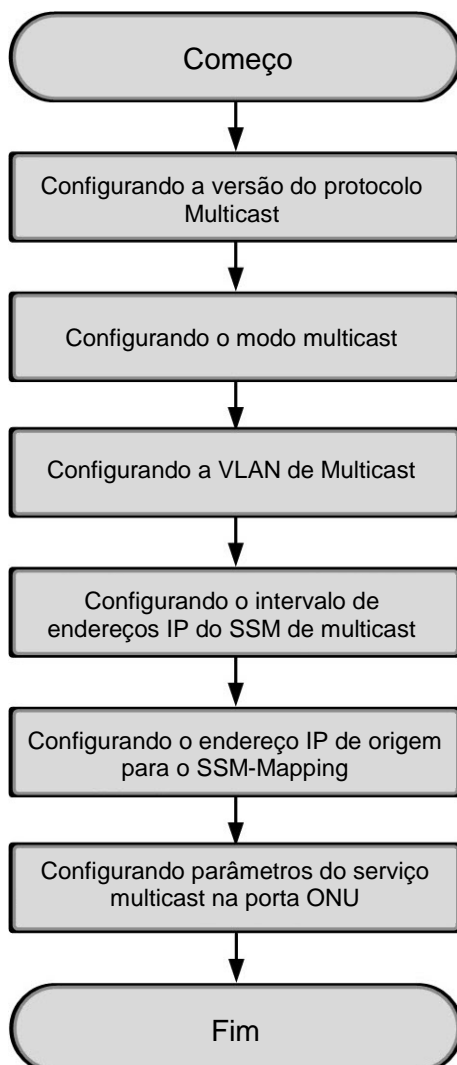 Começo
Configurando a versão do protocolo
Multicast
Configurando o modo multicast
Configurando a VLAN de Multicast
Configurando o intervalo de
endereços IP do SSM de multicast
Configurando o endereço IP de origem
para o SSM-Mapping
Configurando parâmetros do serviço
multicast na porta ONU
Fim